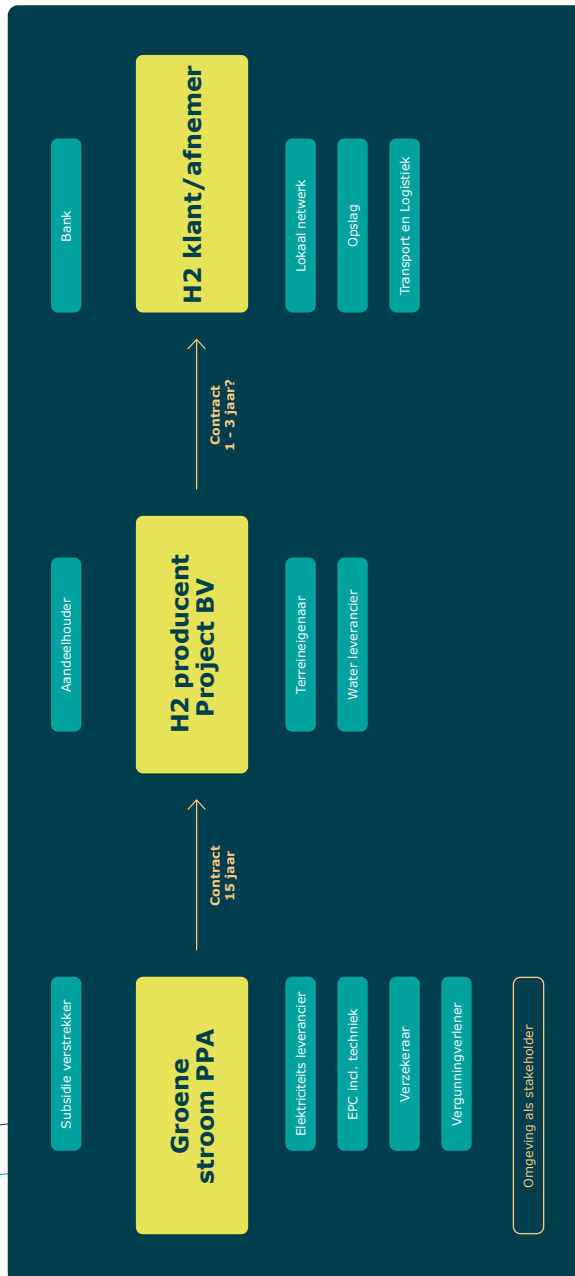 Subsidie verstrekker
Aandeelhouder
Bank
Groene
stroom PPA
Contract
15 jaar
H2 producent
Project BV
Contract
1 - 3 jaar?
H2 klant/afnemer
Elektriciteits leverancier
EPC incl. techniek
Verzekeraar
Vergunningverlener
Terreineigenaar
Water leverancier
Lokaal netwerk
Opslag
Transport en Logistiek
Omgeving als stakeholder